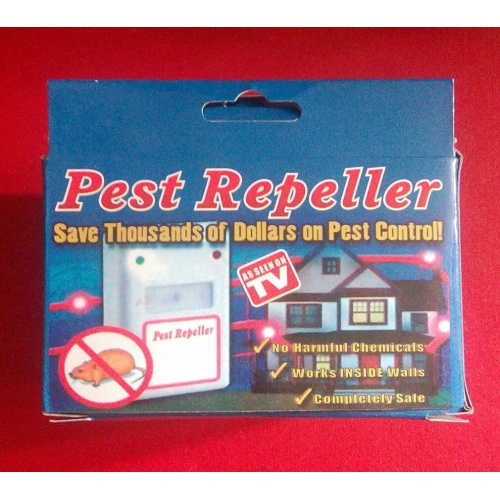 Pest Repeller
Save Thousands of Dollars on Pest Control!
AS SEEN ON
TV
Pest Repeller
No Harmful Chemicals
Works INSIDE Walls
Completely Safe